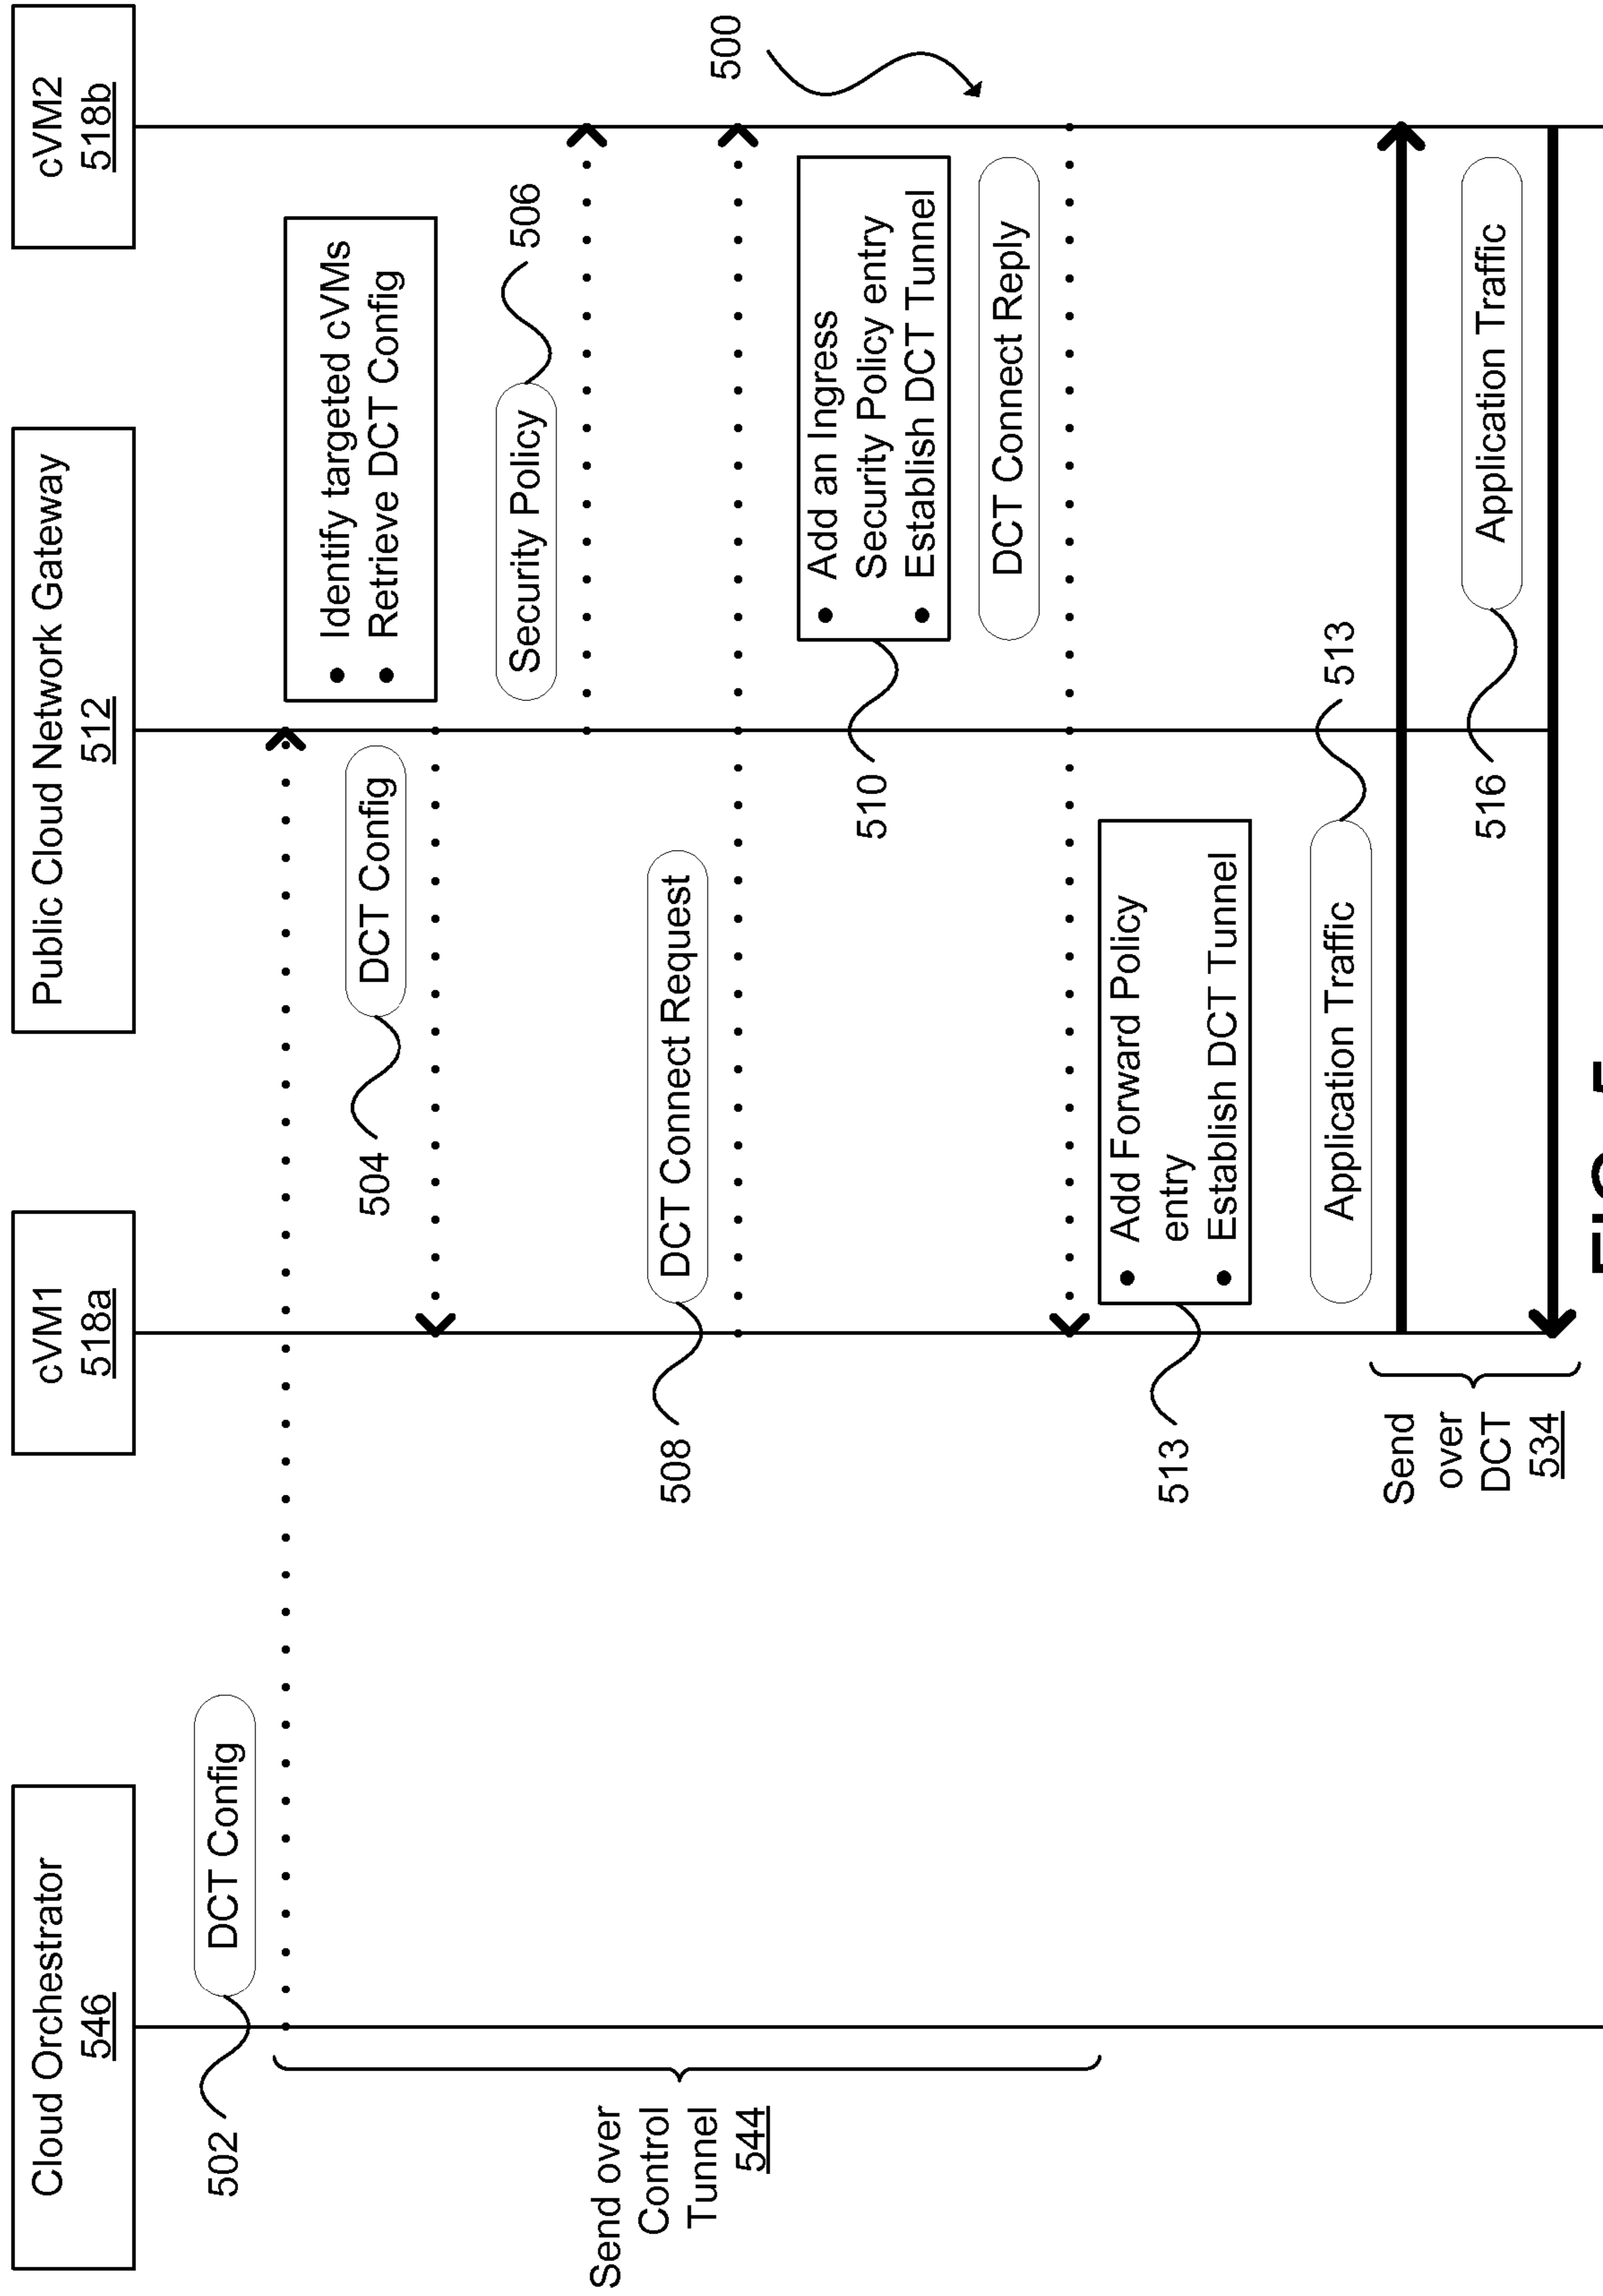 Cloud Orchestrator
546
cVM1
518a
Public Cloud Network Gateway
512
cVM2
518b
502
DCT Config
504
DCT Config
• Identify targeted cVMs
• Retrieve DCT Config
Security Policy
506
Send over
Control
Tunnel
544
508
DCT Connect Request
500
510
• Add an Ingress
Security Policy entry
• Establish DCT Tunnel
DCT Connect Reply
513
• Add Forward Policy
entry
• Establish DCT Tunnel
Application Traffic
513
Send
over
DCT
534
516
Application Traffic